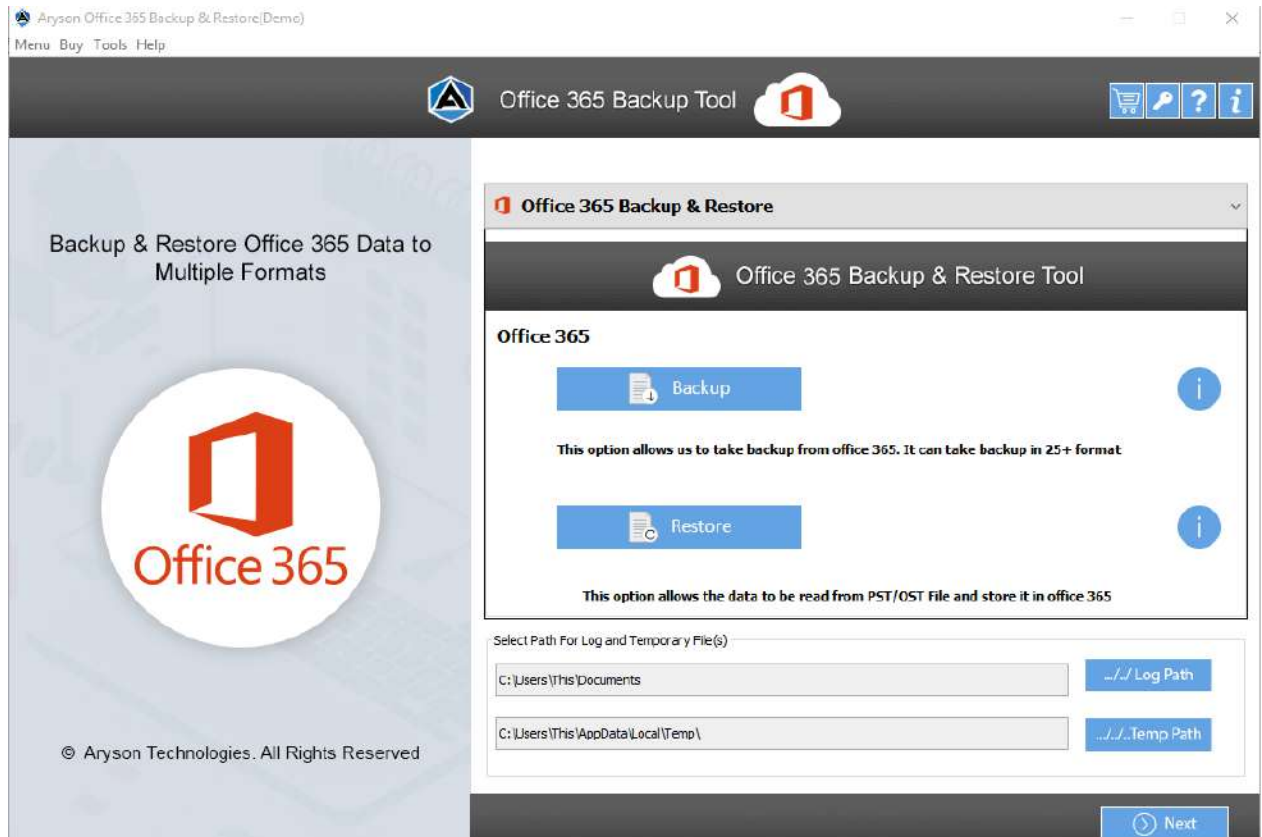 Aryson Office 365 Backup & Restore(Demo)
Menu Buy Tools Help
Office 365 Backup Tool
Backup & Restore Office 365 Data to
Multiple Formats
Office 365
© Aryson Technologies. All Rights Reserved
Office 365 Backup & Restore
Office 365 Backup & Restore Tool
Office 365
Backup
This option allows us to take backup from office 365. It can take backup in 25+ format
Restore
This option allows the data to be read from PST/OST File and store it in office 365
Select Path For Log and Temporary File(s)
C:\Users\This\Documents
../../ Log Path
C:\Users\This\AppData\Local\Temp\
../../..Temp Path
Next